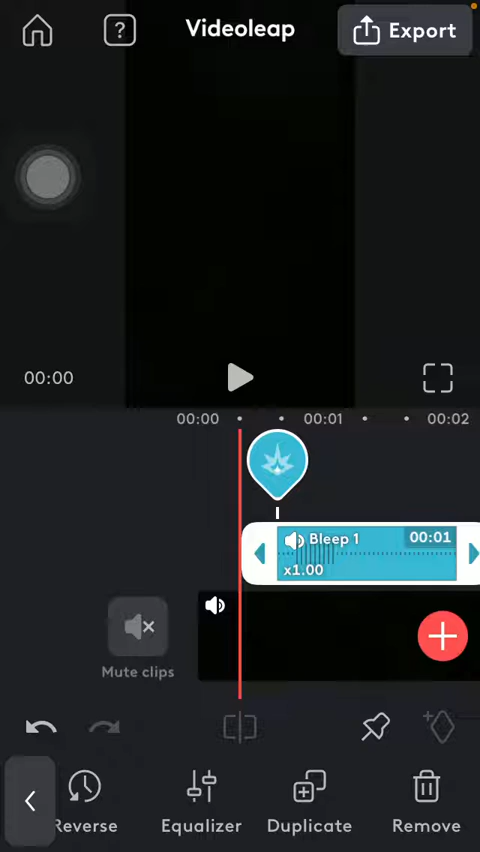 ?
Videoleap
Export
00:00
00:00
00:01
00:02
Bleep 1
00:01
x1.00
Mute clips
Reverse
Equalizer
Duplicate
Remove